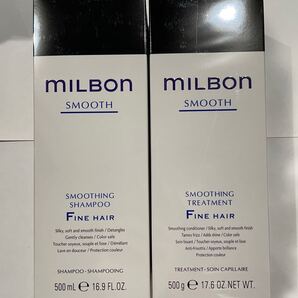 milbon
SMOOTH
SMOOTHING
SHAMPOO
FINE HAIR
Silky, soft and smooth finish / Detangles
Gently cleanses / Color safe
Toucher soyeux, souple et lisse / Démêlant
Lave en douceur / Protection couleur
SHAMPOO • SHAMPOOING
500 mL ℮ 16.9 FL.OZ.
milbon
SMOOTH
SMOOTHING
TREATMENT
FINE HAIR
Smoothing conditioner / Silky, soft and smooth finish
Tames frizz / Adds shine / Color safe
Soin lissant / Toucher soyeux, souple et lisse
Anti-frisottis / Apporte brillance
Protection couleur
TREATMENT • SOIN CAPILLAIRE
500 g ℮ 17.6 OZ.NET WT.